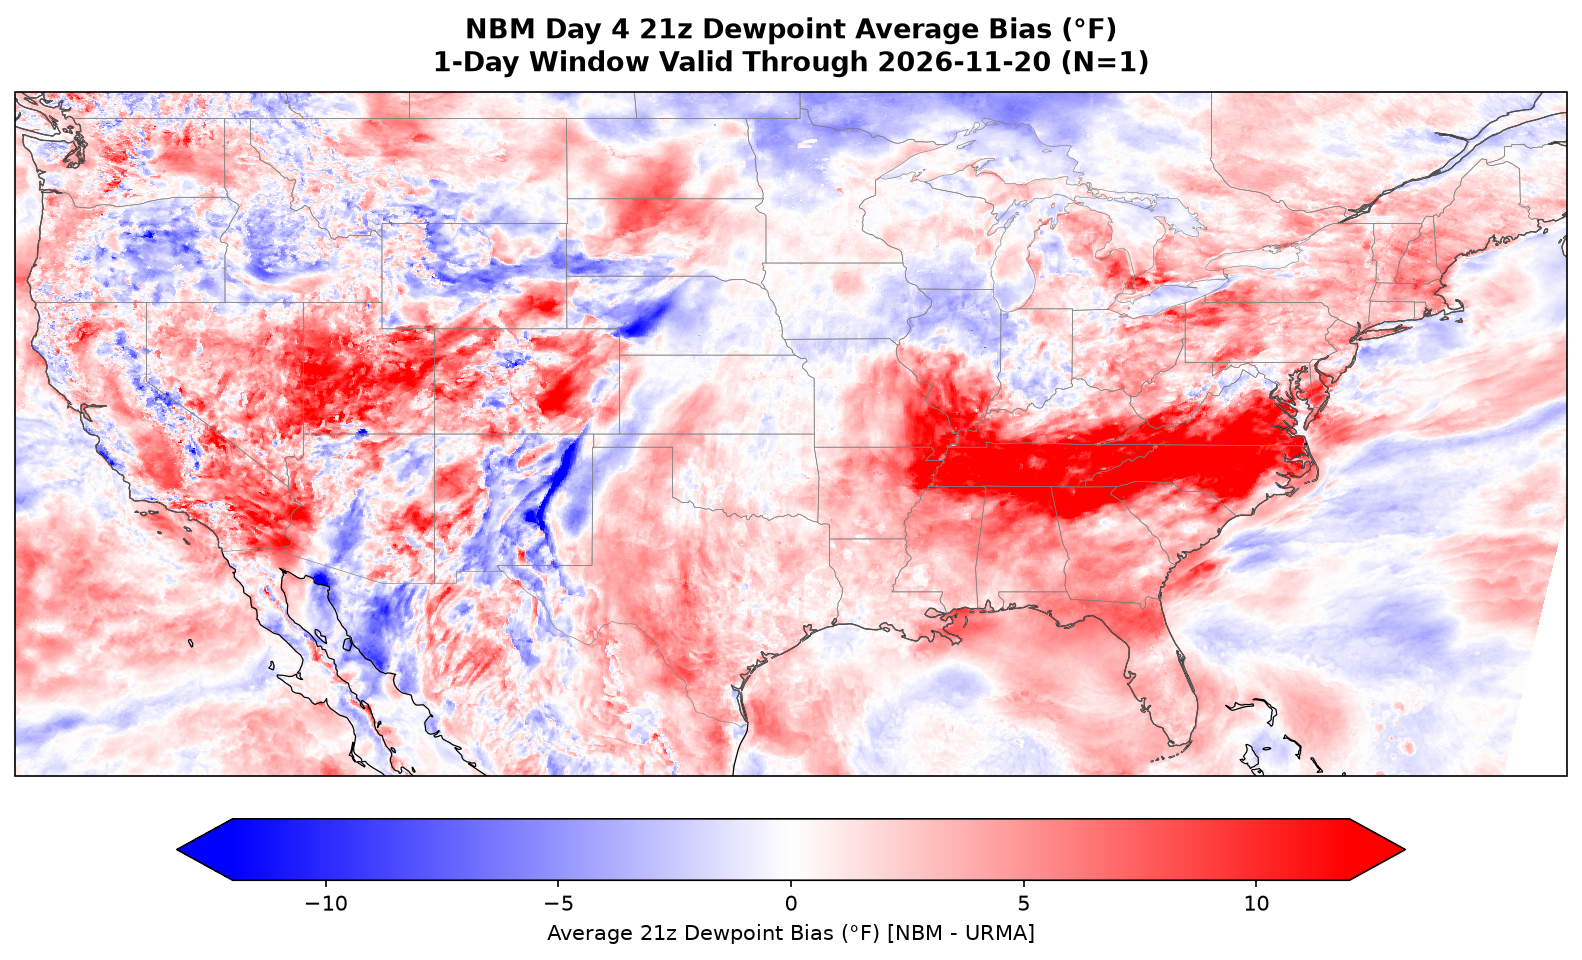 NBM Day 4 21z Dewpoint Average Bias (°F)
1-Day Window Valid Through 2026-11-20 (N=1)
−10 −5 0 5 10
Average 21z Dewpoint Bias (°F) [NBM - URMA]